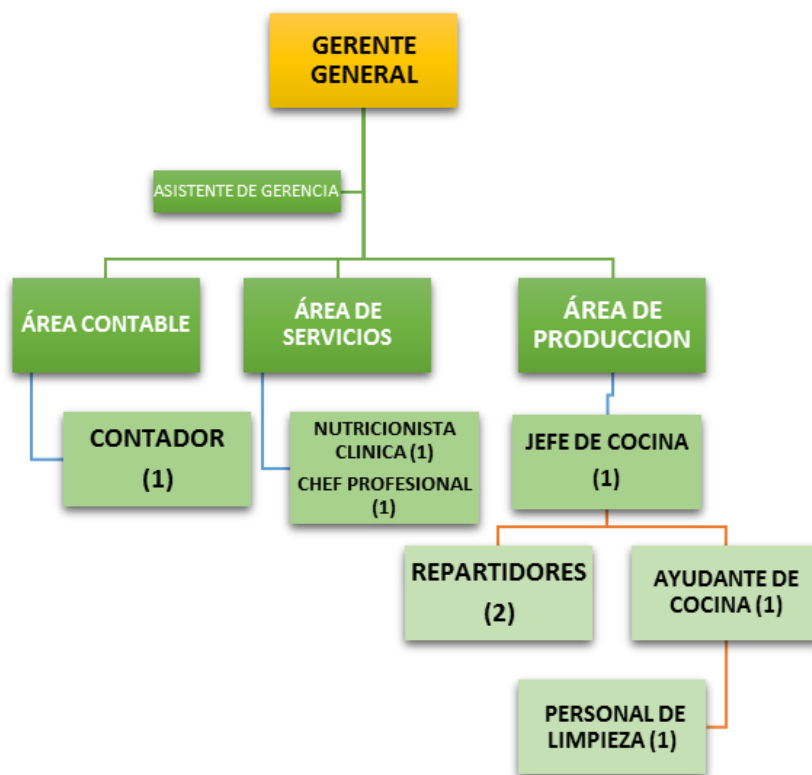 GERENTE
GENERAL
ASISTENTE DE GERENCIA
ÁREA CONTABLE
ÁREA DE
SERVICIOS
ÁREA DE
PRODUCCION
CONTADOR
(1)
NUTRICIONISTA
CLINICA (1)
CHEF PROFESIONAL
(1)
JEFE DE COCINA
(1)
REPARTIDORES
(2)
AYUDANTE DE
COCINA (1)
PERSONAL DE
LIMPIEZA (1)